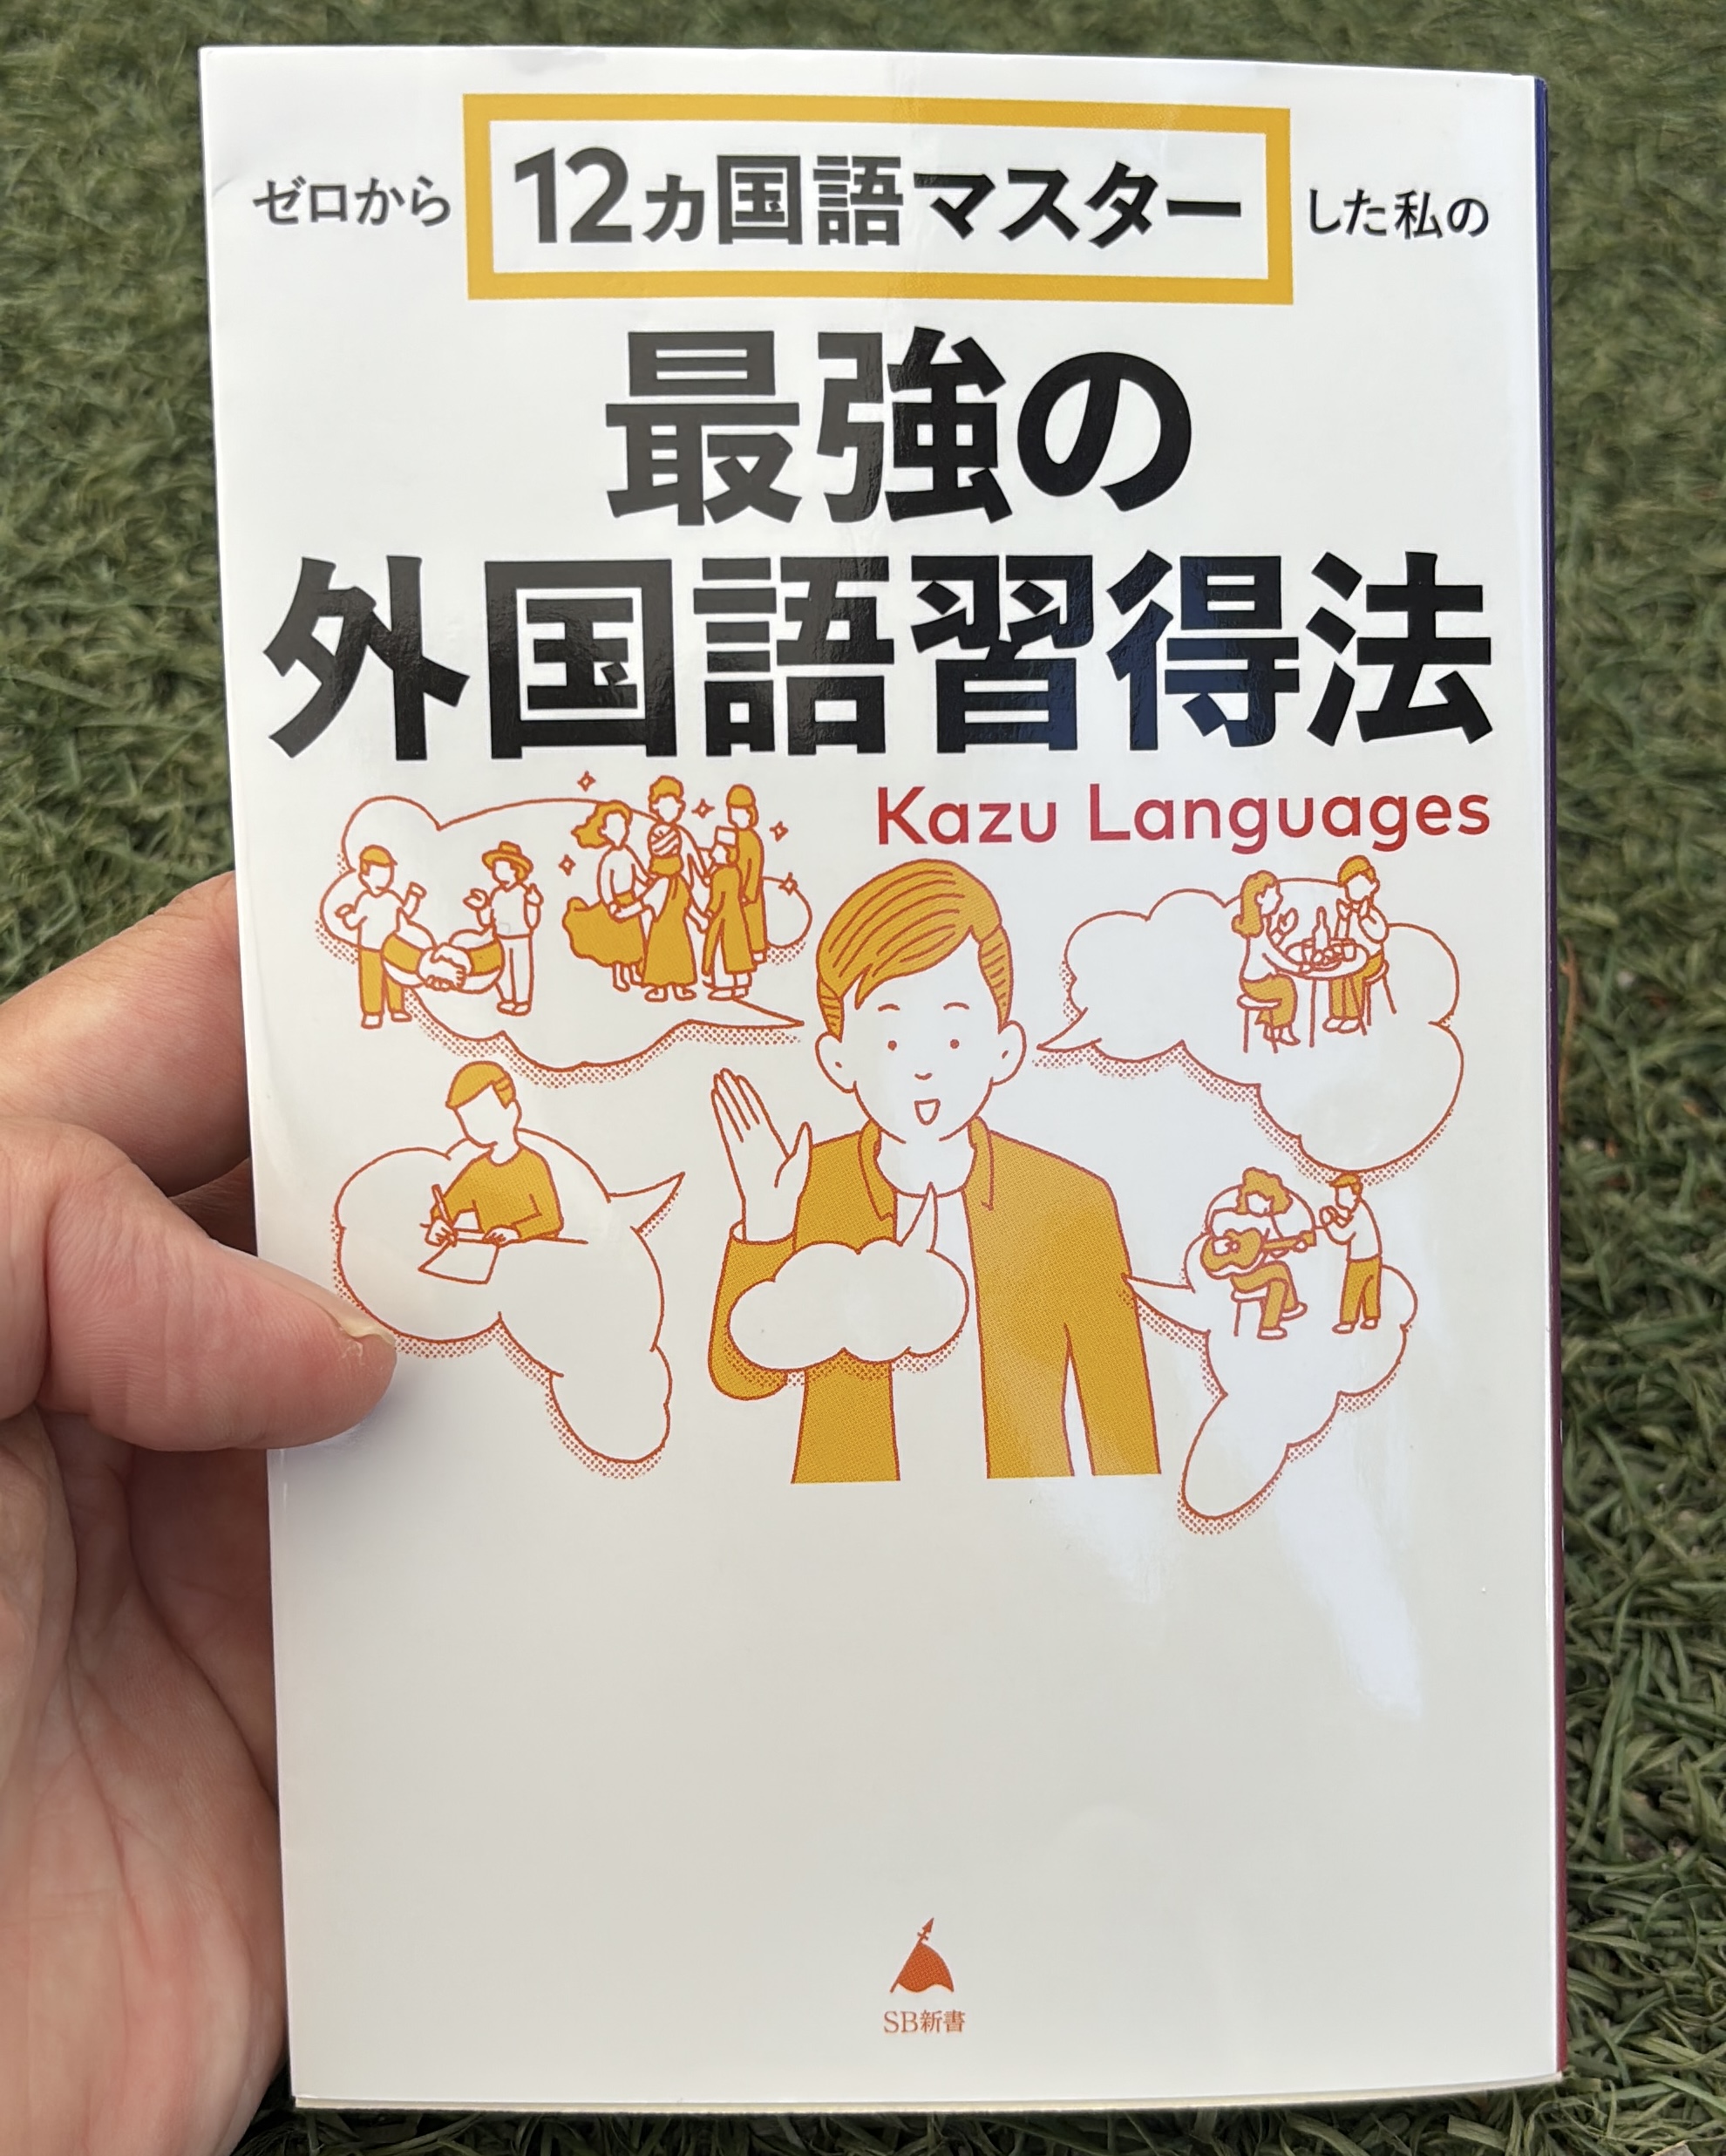 ゼロから 12ヵ国語マスター した私の
最強の
外国語習得法
Kazu Languages
SB新書